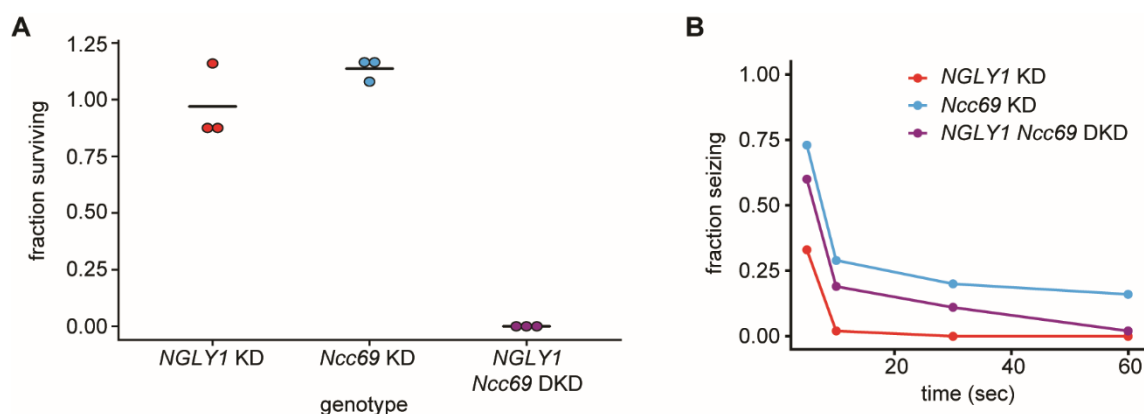 A
1.25
1.00
0.75
0.50
0.25
0.00
fraction surviving
NGLY1 KD
Ncc69 KD
NGLY1
Ncc69 DKD
genotype
B
1.00
0.75
0.50
0.25
0.00
fraction seizing
NGLY1 KD
Ncc69 KD
NGLY1 Ncc69 DKD
20
40
60
time (sec)